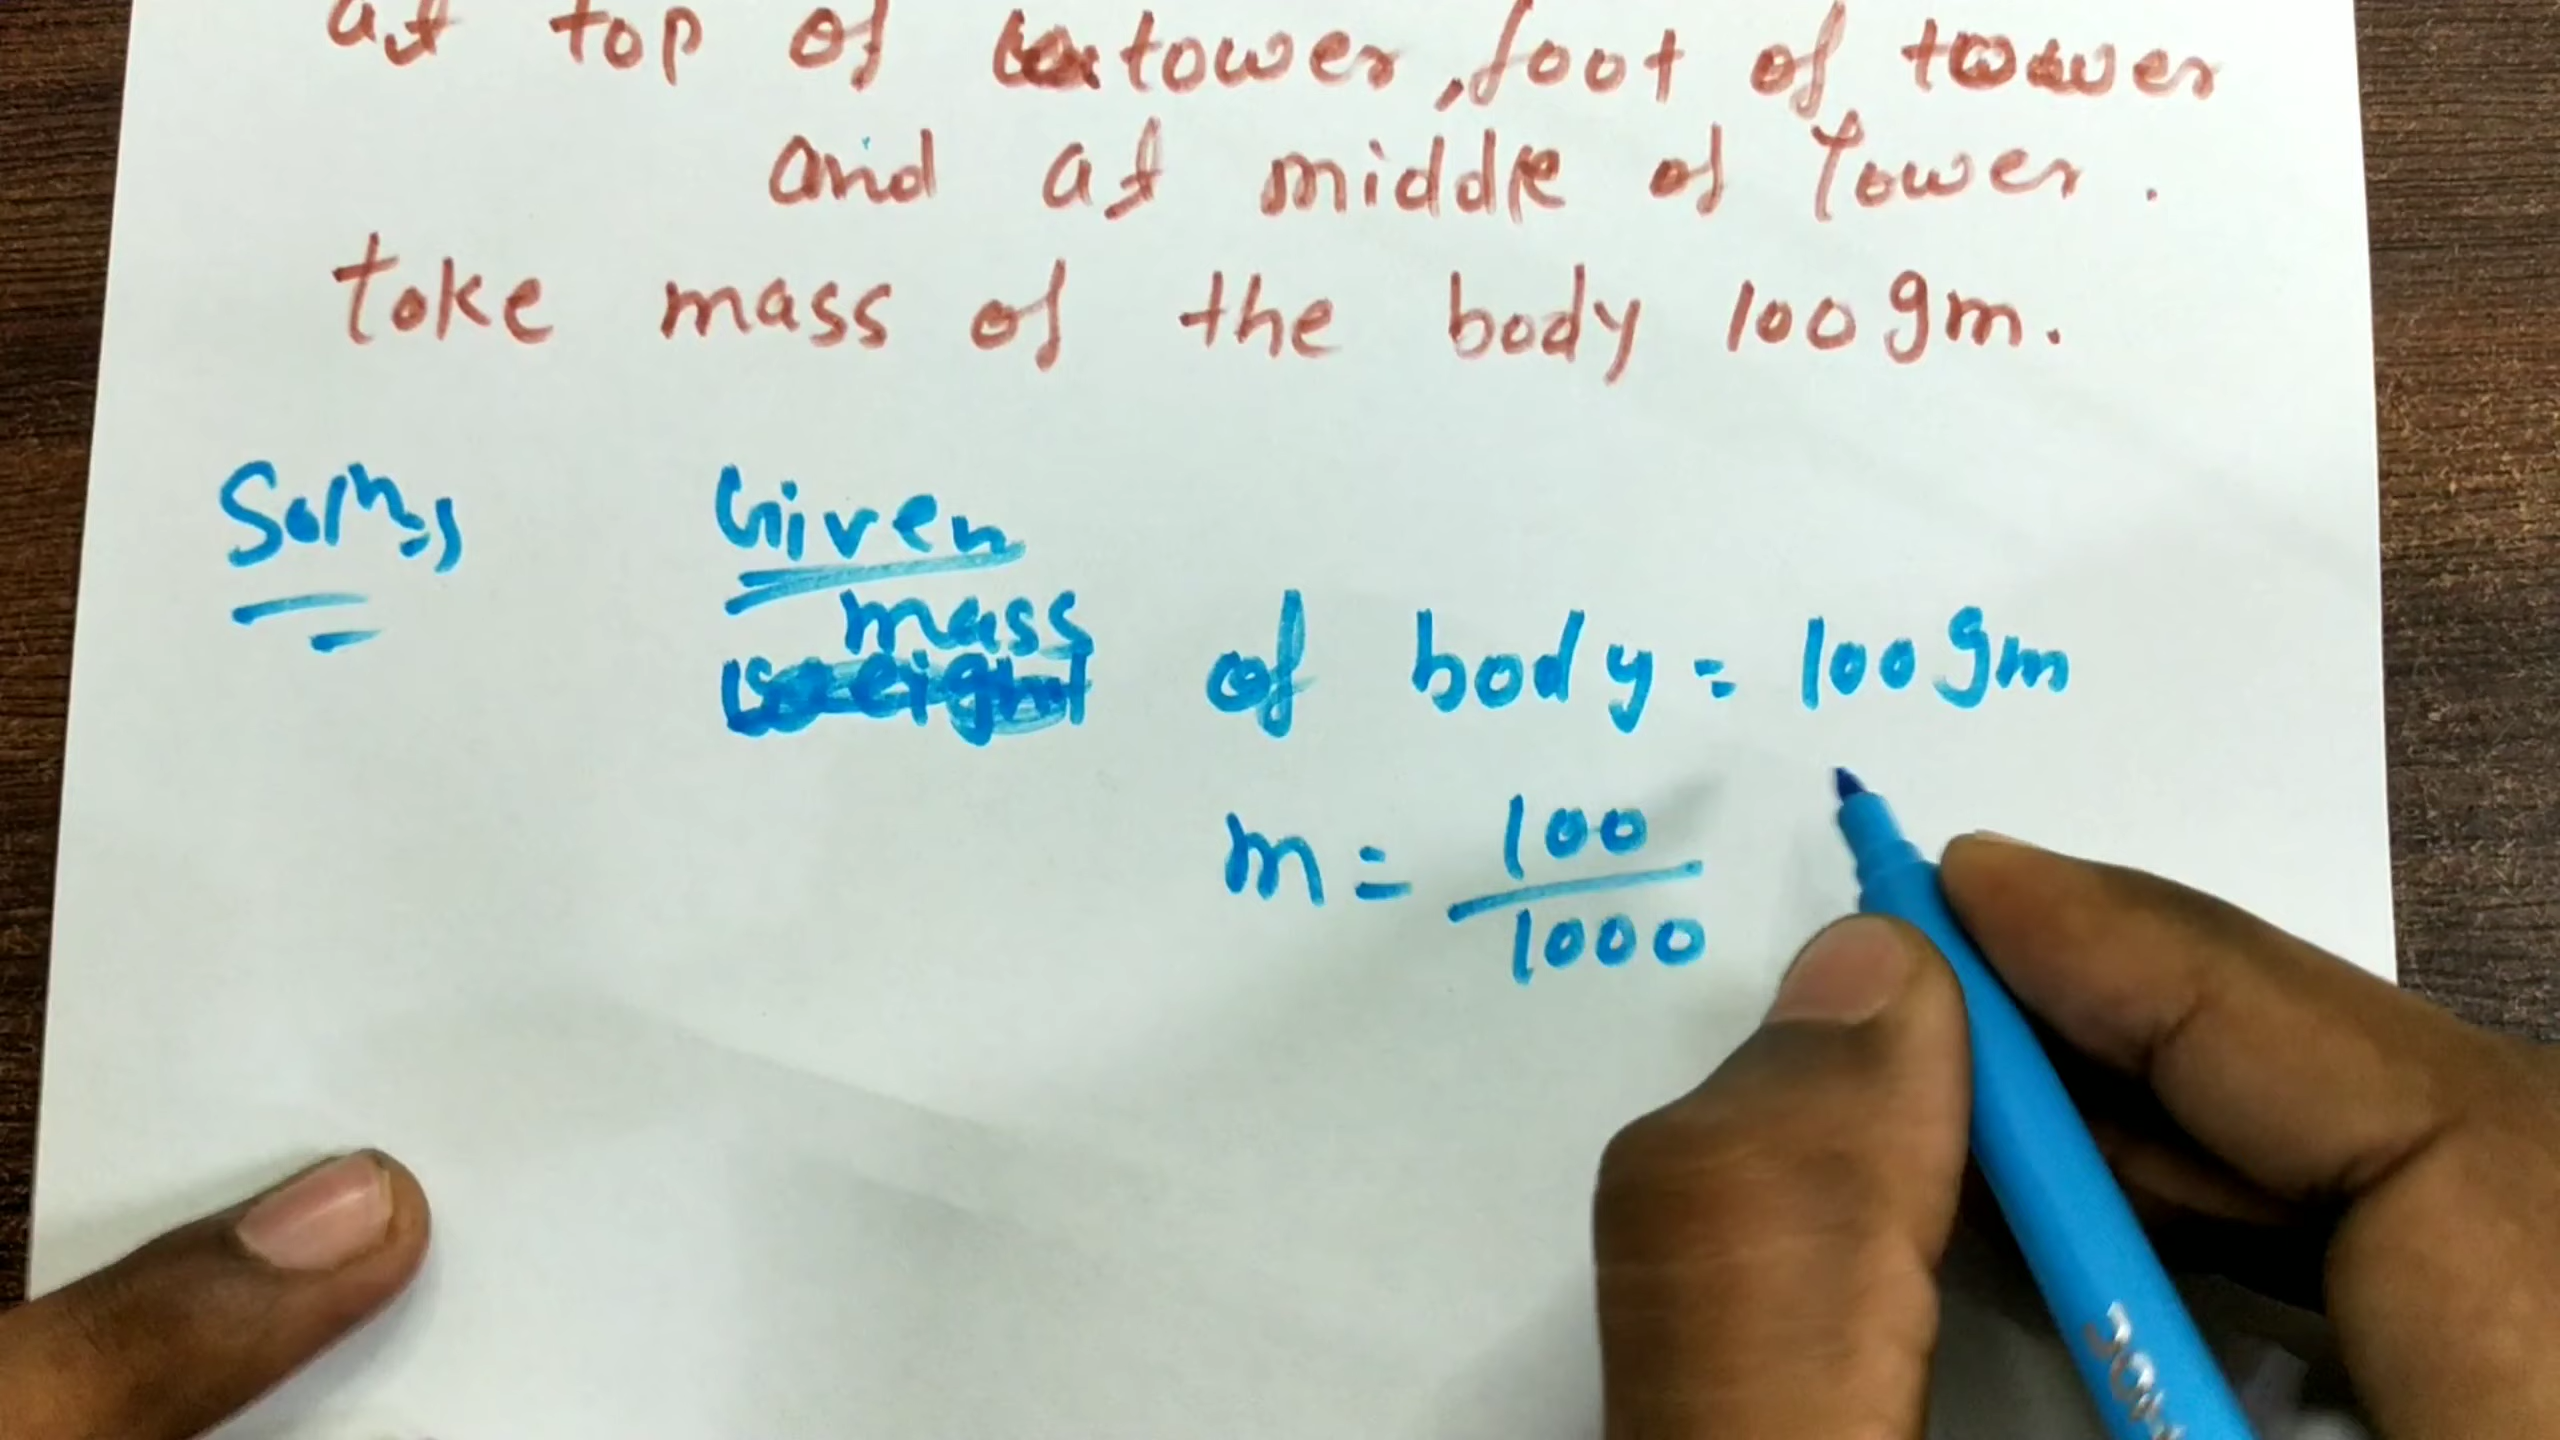 at top of tower, foot of tower
and at middle of Tower.
take mass of the body 100 gm.
Soln:,
Given
mass
weight of body = 100 gm
m = 100
1000